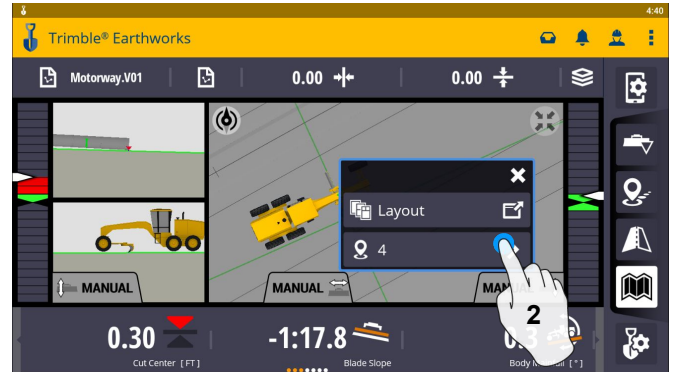 4:40
Trimble® Earthworks
Motorway.V01
0.00
0.00
Layout
4
MANUAL
MANUAL
2
0.30
-1:17.8
Cut Center [FT]
Blade Slope
[°]